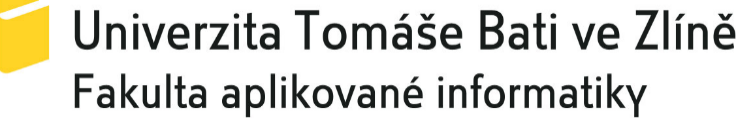 Univerzita Tomáše Bati ve Zlíně
Fakulta aplikované informatiky